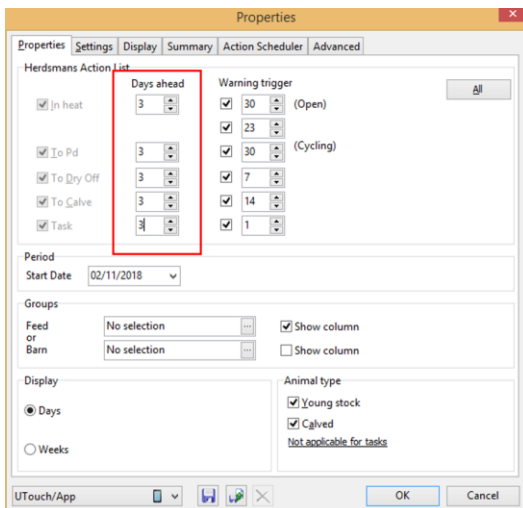 Properties
Properties Settings Display Summary Action Scheduler Advanced
Herdsmans Action List
Days ahead Warning trigger
All
In heat 3 30 (Open)
23
To Pd 3 30 (Cycling)
To Dry Off 3 7
To Calve 3 14
Task 3 1
Period
Start Date 02/11/2018
Groups
Feed No selection ... Show column
or
Barn No selection ... Show column
Display Animal type
Days Young stock
Calved
Weeks Not applicable for tasks
UTouch/App OK Cancel